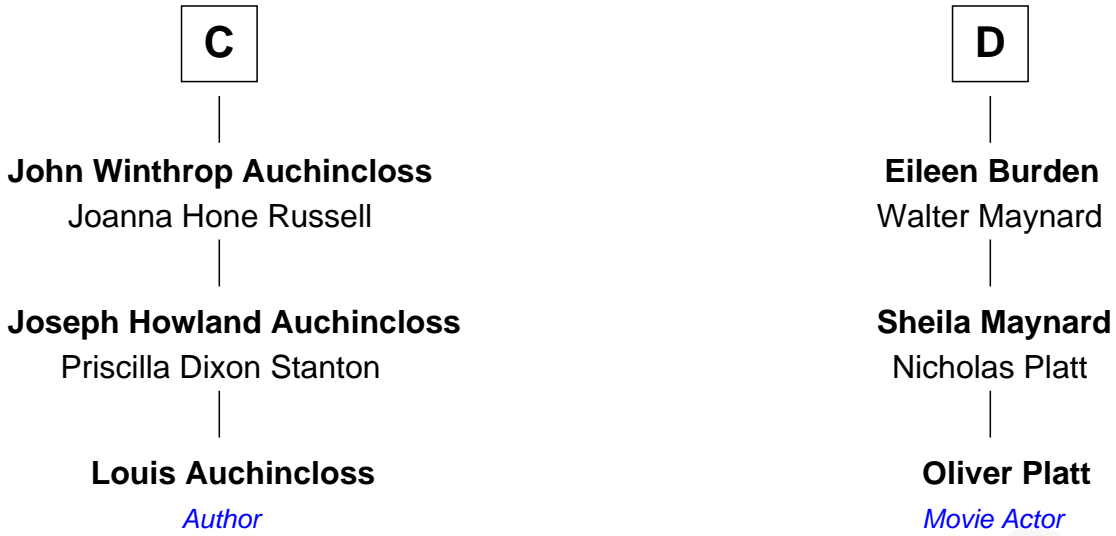 C
John Winthrop Auchincloss
Joanna Hone Russell
Joseph Howland Auchincloss
Priscilla Dixon Stanton
Louis Auchincloss
Author
D
Eileen Burden
Walter Maynard
Sheila Maynard
Nicholas Platt
Oliver Platt
Movie Actor